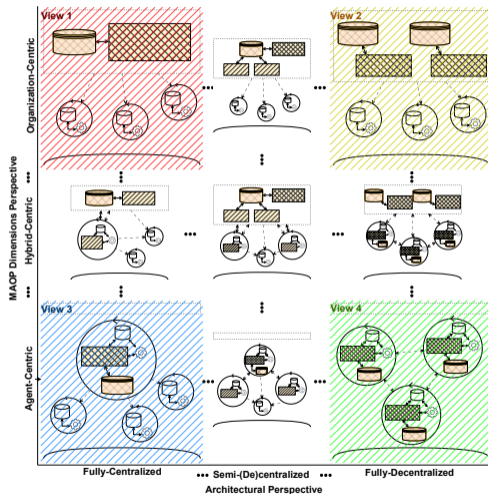 View 1
View 2
Organization-Centric
Hybrid-Centric
MAOP Dimensions Perspective
View 3
View 4
Agent-Centric
Fully-Centralized
Semi-(De)centralized
Fully-Decentralized
Architectural Perspective